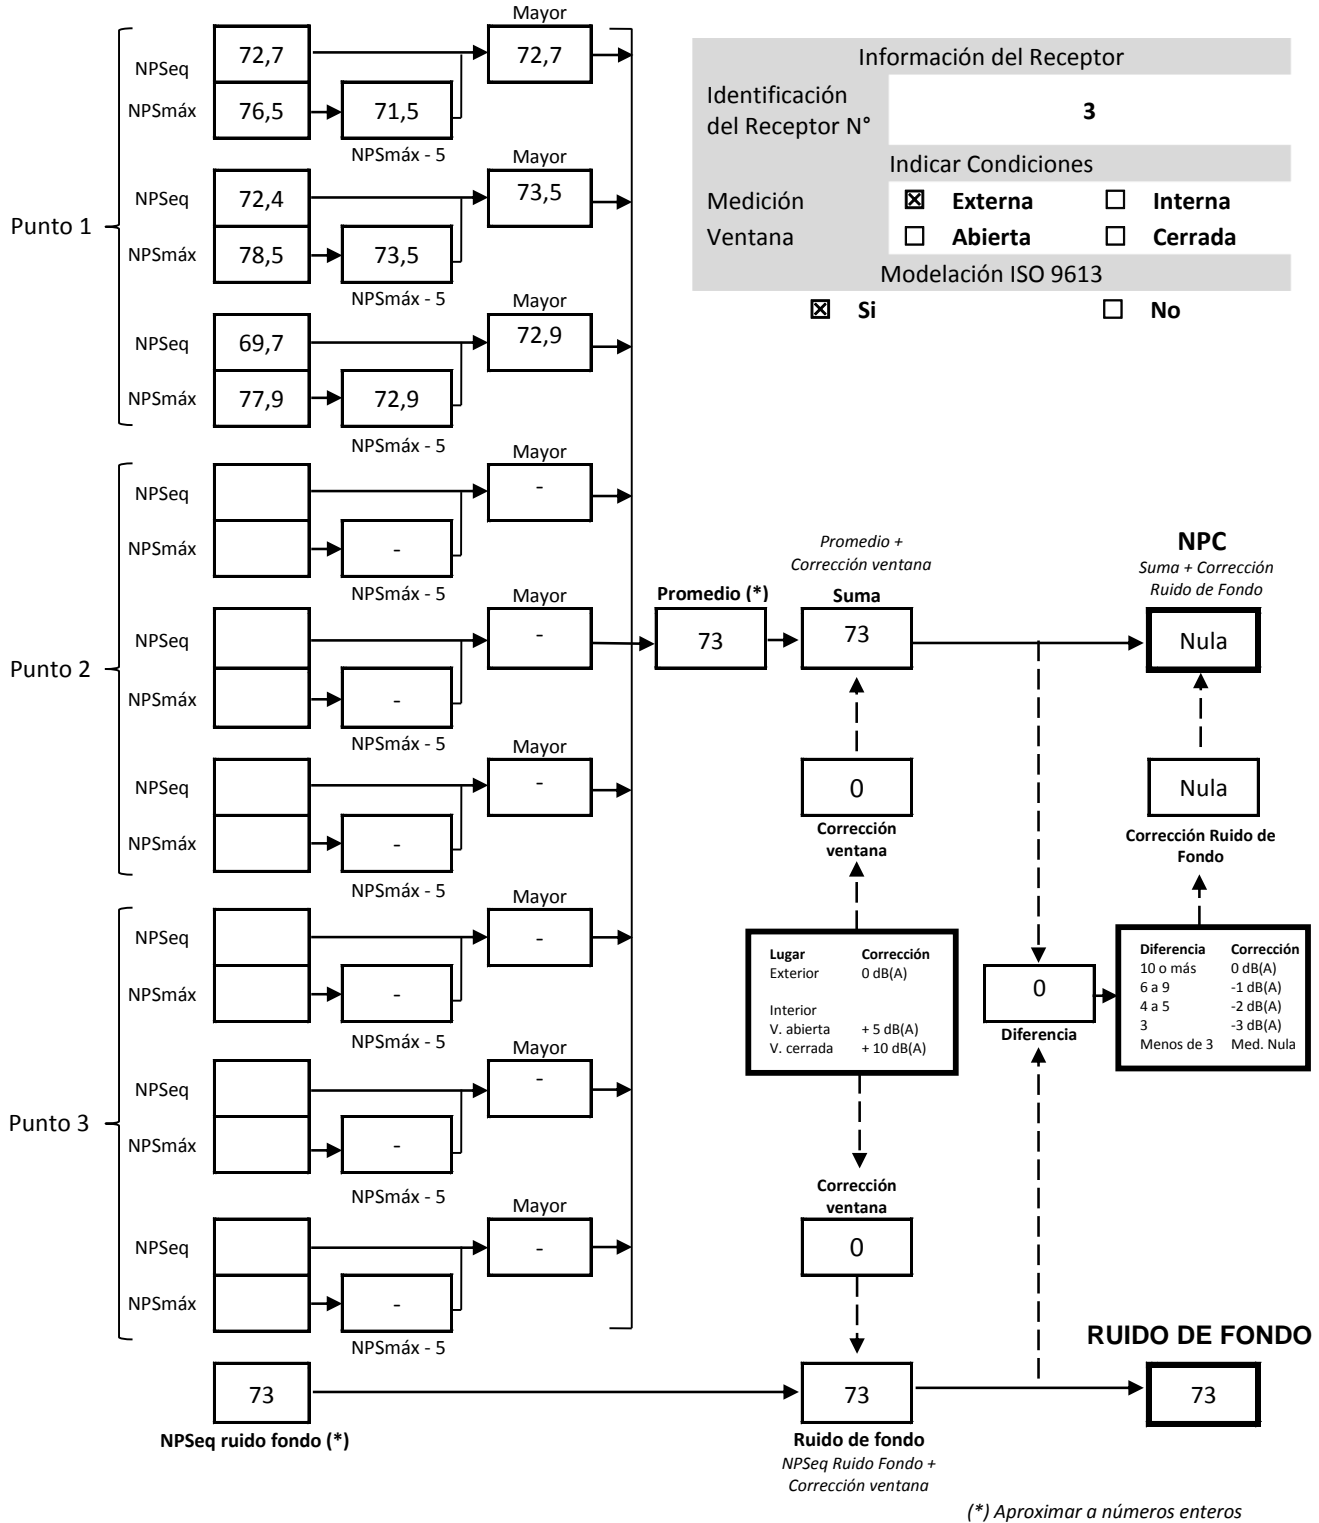 Mayor
NPSeq
72,7
72,7
NPSmáx
76,5
71,5
NPSmáx - 5
Punto 1
Mayor
NPSeq
72,4
73,5
NPSmáx
78,5
73,5
NPSmáx - 5
Mayor
NPSeq
69,7
72,9
NPSmáx
77,9
72,9
NPSmáx - 5
Información del Receptor
Identificación
del Receptor N°
3
Indicar Condiciones
Medición
☒ Externa
☐ Interna
Ventana
☐ Abierta
☐ Cerrada
Modelación ISO 9613
☒ Si
☐ No
Mayor
NPSeq
-
NPSmáx
-
NPSmáx - 5
Punto 2
Mayor
NPSeq
-
NPSmáx
-
NPSmáx - 5
Mayor
NPSeq
-
NPSmáx
-
NPSmáx - 5
Mayor
NPSeq
-
NPSmáx
-
NPSmáx - 5
Punto 3
Mayor
NPSeq
-
NPSmáx
-
NPSmáx - 5
Mayor
NPSeq
-
NPSmáx
-
NPSmáx - 5
Promedio (*)
73
Promedio +
Corrección ventana
Suma
73
NPC
Suma + Corrección
Ruido de Fondo
Nula
0
Corrección
ventana
Nula
Corrección Ruido de
Fondo
Lugar Corrección
Exterior 0 dB(A)
Interior
V. abierta + 5 dB(A)
V. cerrada + 10 dB(A)
0
Diferencia
Diferencia Corrección
10 o más 0 dB(A)
6 a 9 -1 dB(A)
4 a 5 -2 dB(A)
3 -3 dB(A)
Menos de 3 Med. Nula
Corrección
ventana
0
73
NPSeq ruido fondo (*)
73
Ruido de fondo
NPSeq Ruido Fondo +
Corrección ventana
RUIDO DE FONDO
73
(*) Aproximar a números enteros